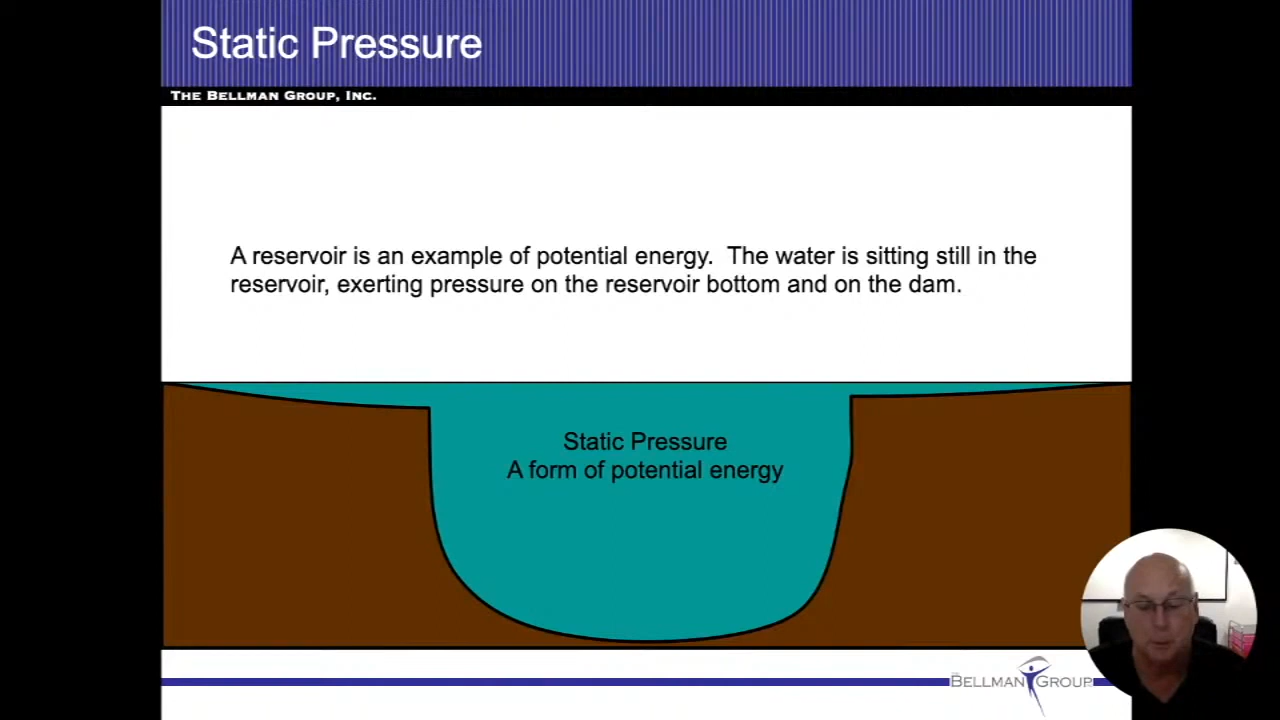 Static Pressure
THE BELLMAN GROUP, INC.
A reservoir is an example of potential energy.  The water is sitting still in the
reservoir, exerting pressure on the reservoir bottom and on the dam.
Static Pressure
A form of potential energy
THE BELLMAN GROUP INC